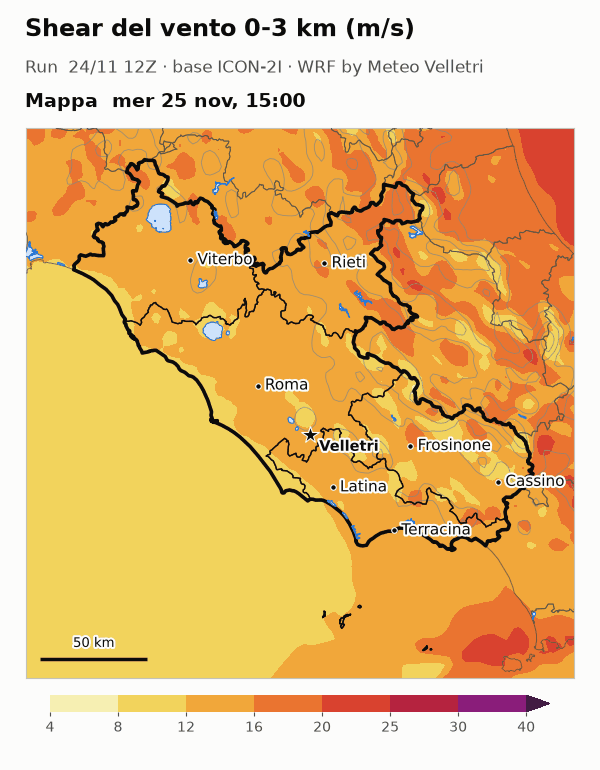 Shear del vento 0-3 km (m/s)
Run 24/11 12Z · base ICON-2I · WRF by Meteo Velletri
Mappa mer 25 nov, 15:00
Viterbo
Rieti
Roma
Velletri
Frosinone
Latina
Cassino
Terracina
50 km
4 8 12 16 20 25 30 40